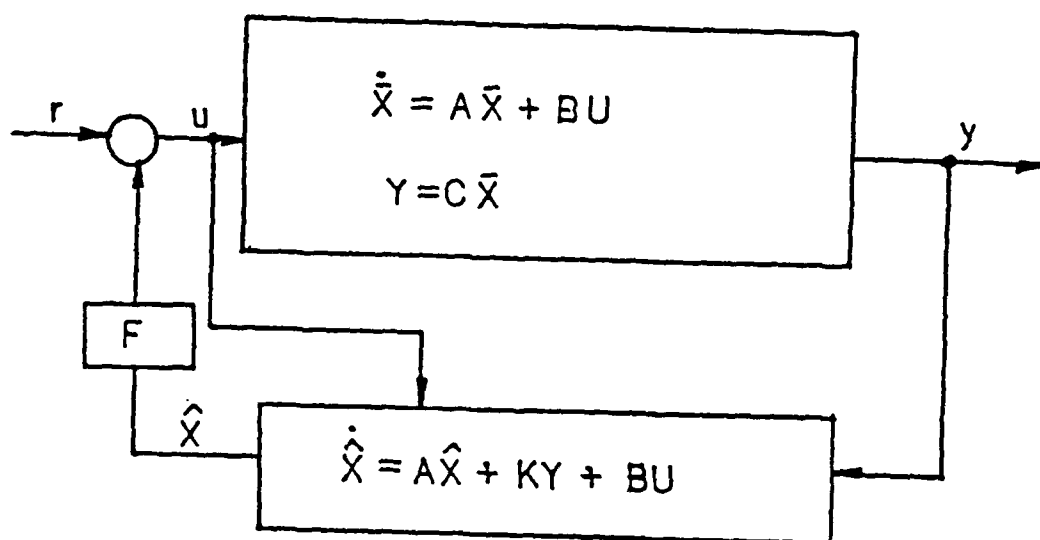 r
u
Ẋ̄ = AX̄ + BU
Y = CX̄
y
F
X̂
Ẋ̂ = AX̂ + KY + BU